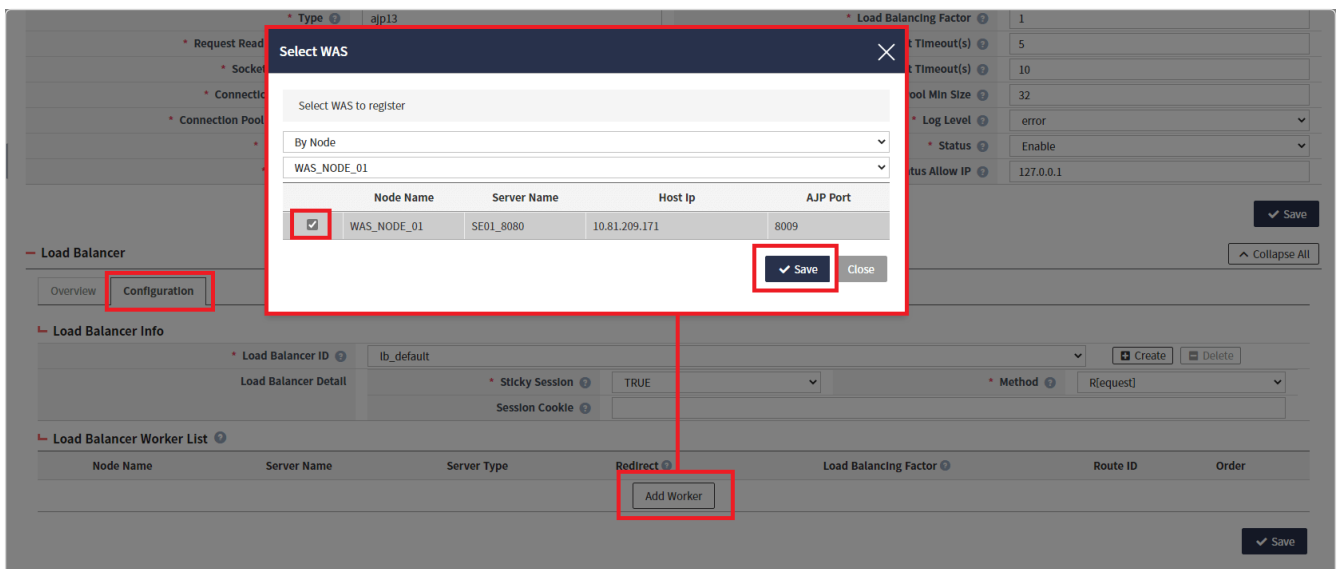 * Type ajp13 * Load Balancing Factor 1
* Request Read t Timeout(s) 5
* Socket t Timeout(s) 10
* Connectio ool Min Size 32
* Connection Pool * Log Level error
* * Status Enable
* tus Allow IP 127.0.0.1
Save
Select WAS
Select WAS to register
By Node
WAS_NODE_01
Node Name Server Name Host Ip AJP Port
WAS_NODE_01 SE01_8080 10.81.209.171 8009
Save Close
Load Balancer Collapse All
Overview Configuration
Load Balancer Info
* Load Balancer ID lb_default Create Delete
Load Balancer Detail * Sticky Session TRUE * Method R[equest]
Session Cookie
Load Balancer Worker List
Node Name Server Name Server Type Redirect Load Balancing Factor Route ID Order
Add Worker
Save